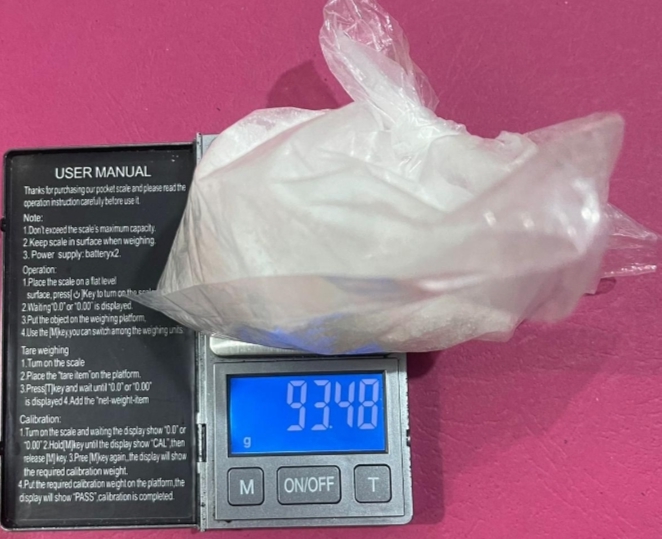 USER MANUAL
Thanks for purchasing our pocket scale and please read the
operation instruction carefully before use it.
Note:
1.Don't exceed the scale's maximum capacity.
2.Keep scale in surface when weighing.
3. Power supply: batteryx2.
Operation:
1.Place the scale on a flat level
surface, press[⏻]Key to turn on the
2.Waiting"0.0" or "0.00" is displayed.
3.Put the object on the weighing platform,
4.Use the [M]key,you can switch among the weighing units
Tare weighing
1.Turn on the scale
2.Place the "tare item"on the platform.
3.Press[T]key and wait until "0.0" or "0.00"
is displayed 4.Add the "net-weight-item
Calibration:
1.Turn on the scale and waiting the display show "0.0" or
"0.00" 2.Hold[M]key until the display show "CAL",then
release [M] key. 3.Pree [M]key again,,the display will show
the required calibration weight.
4.Put the required calibration weight on the platform,the
display will show "PASS",calibration is completed.
93.48
g
M
ON/OFF
T